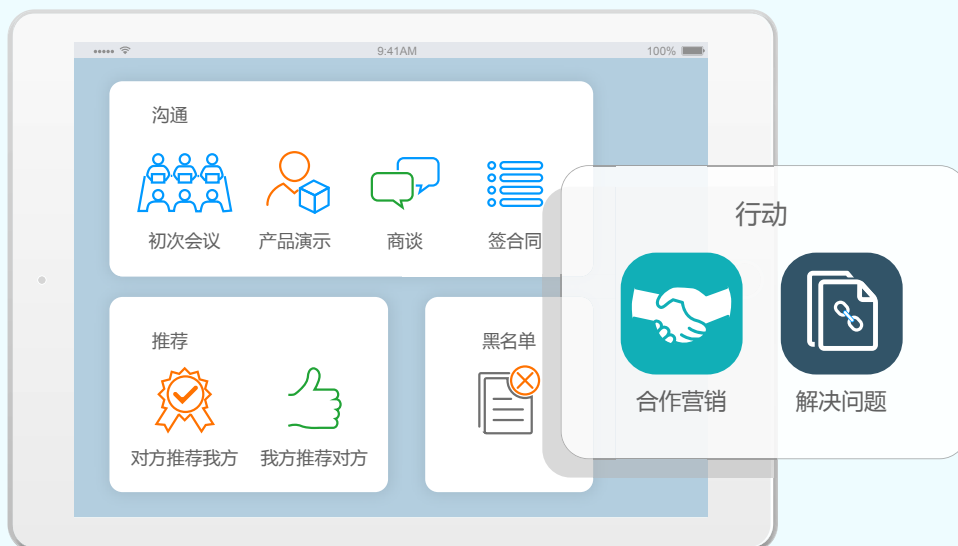 9:41AM
100%
沟通
初次会议
产品演示
商谈
签合同
行动
合作营销
解决问题
推荐
对方推荐我方
我方推荐对方
黑名单